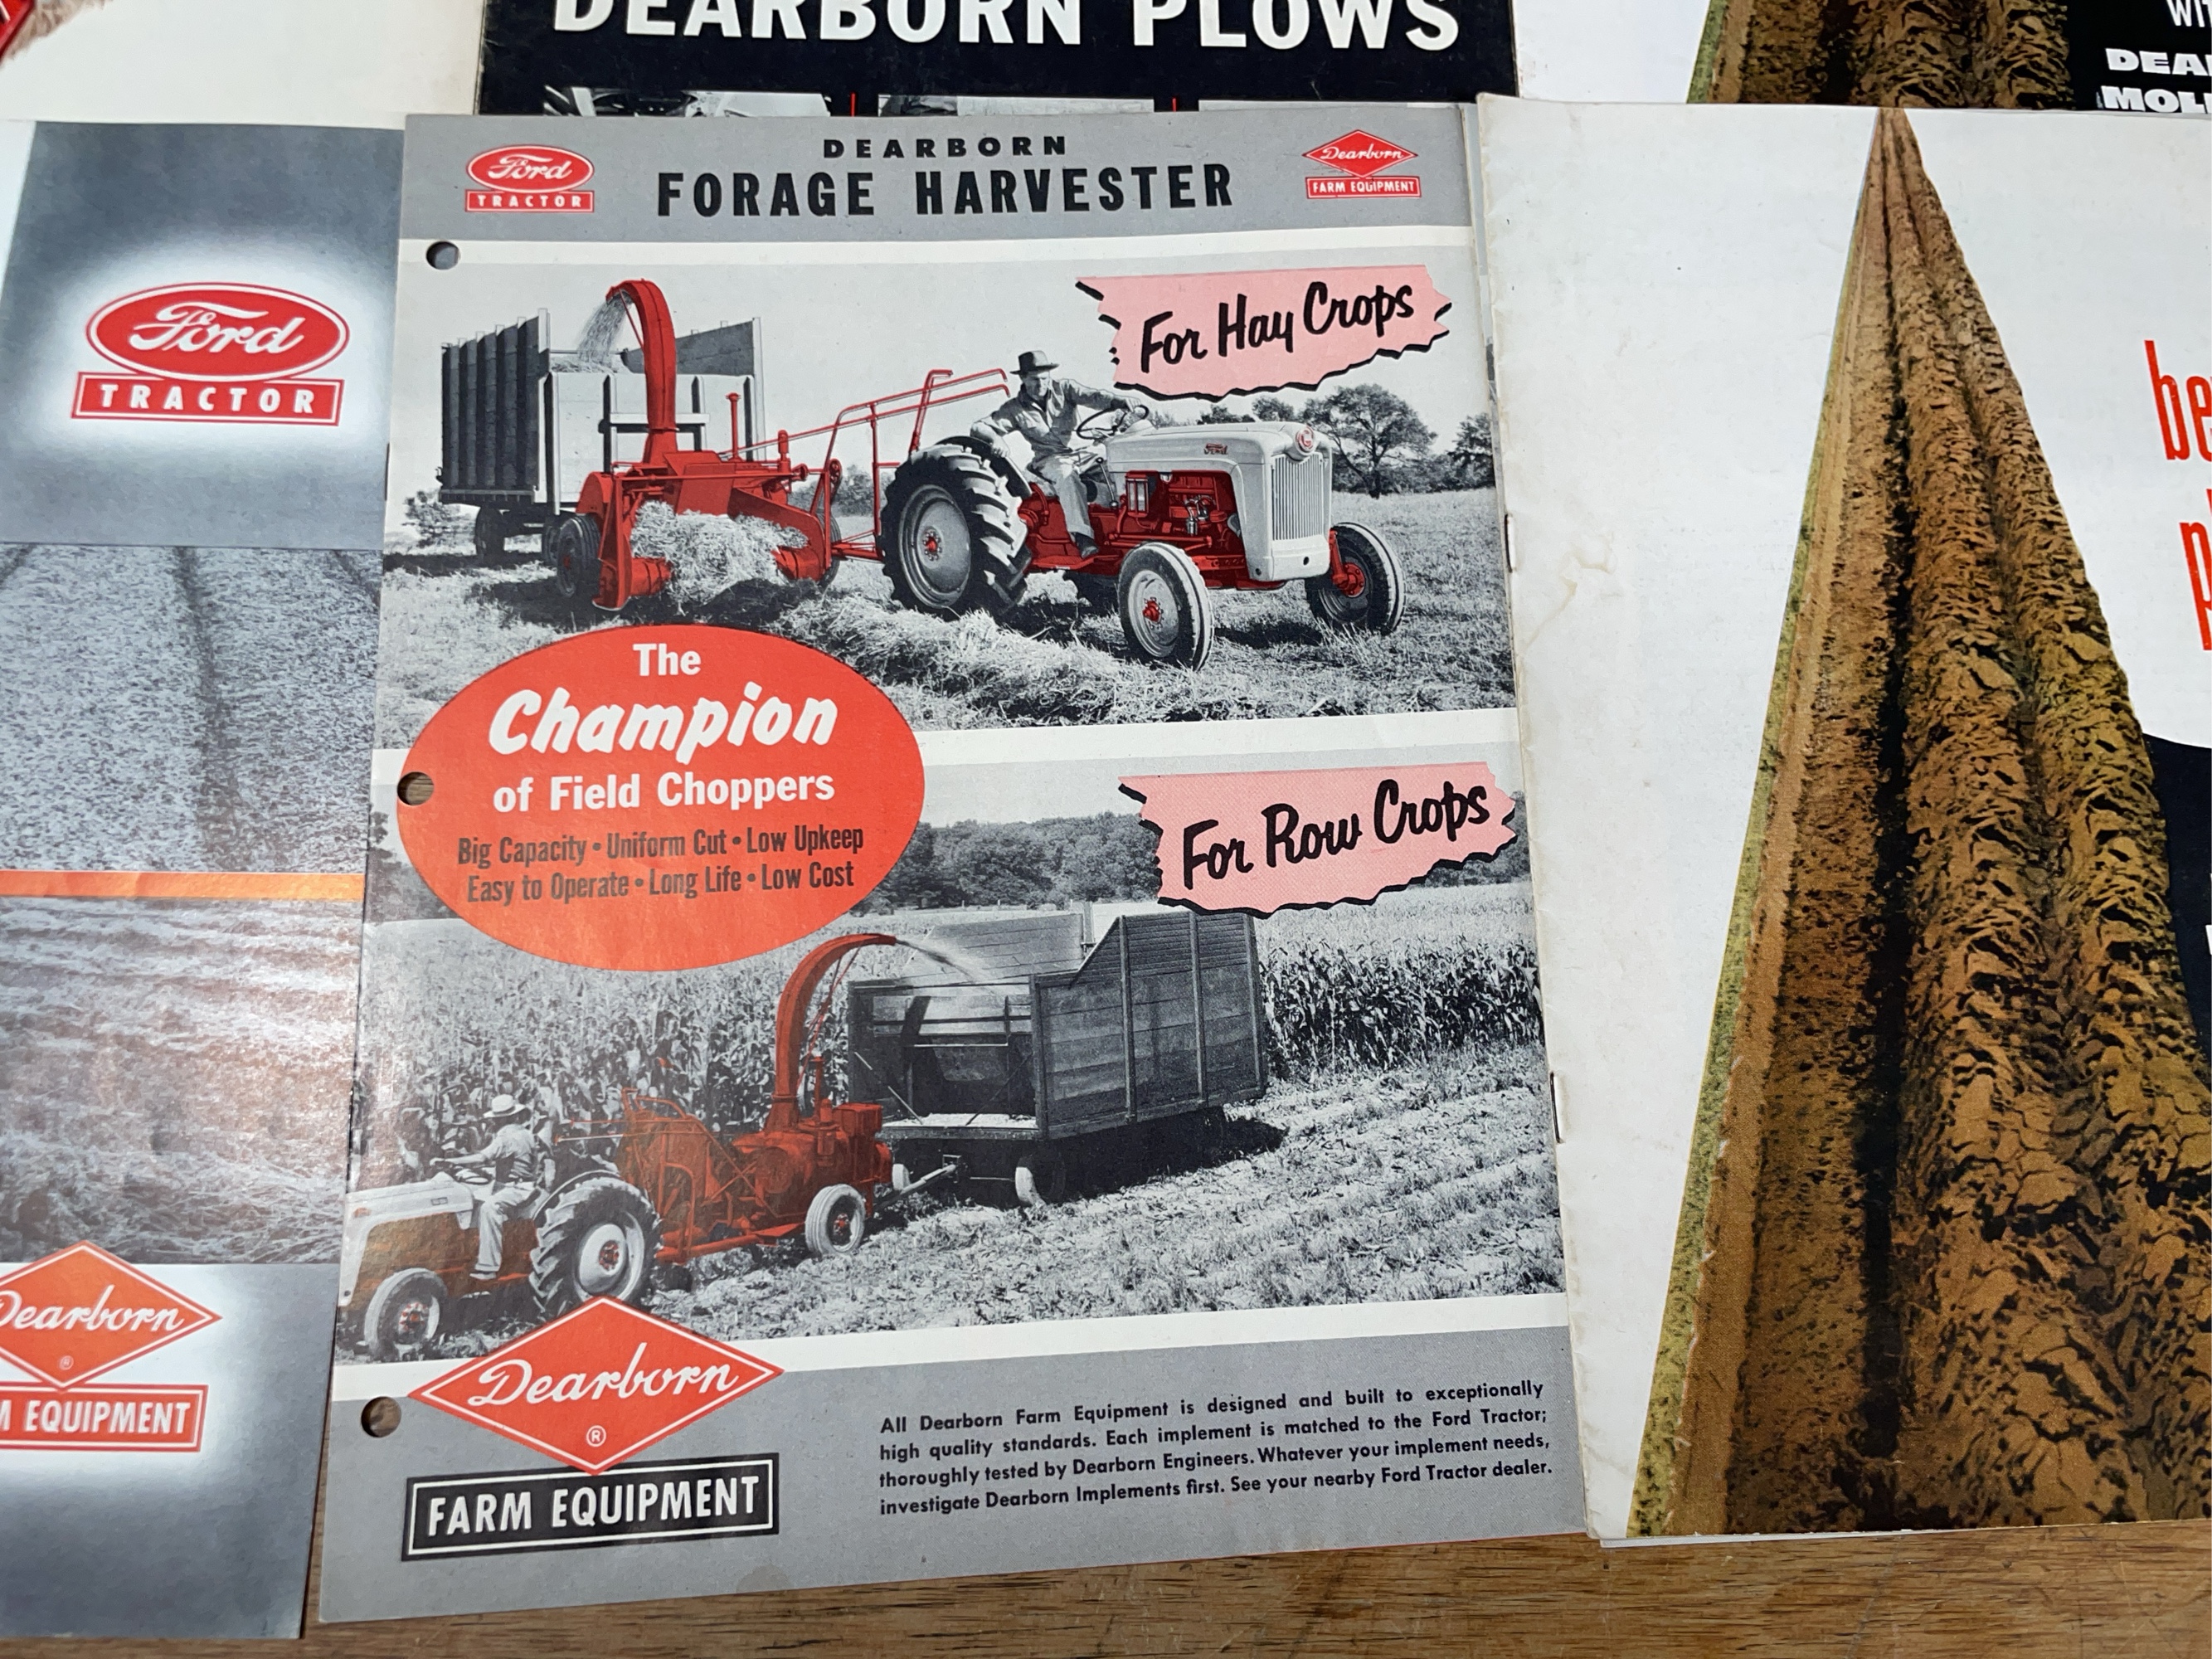 DEARBORN PLOWS
DEARBORN
FORAGE HARVESTER
Ford
TRACTOR
Dearborn
FARM EQUIPMENT
For Hay Crops
Ford
The
Champion
of Field Choppers
Big Capacity • Uniform Cut • Low Upkeep
Easy to Operate • Long Life • Low Cost
For Row Crops
Dearborn
®
FARM EQUIPMENT
All Dearborn Farm Equipment is designed and built to exceptionally
high quality standards. Each implement is matched to the Ford Tractor;
thoroughly tested by Dearborn Engineers. Whatever your implement needs,
investigate Dearborn Implements first. See your nearby Ford Tractor dealer.
Ford
TRACTOR
Dearborn
®
EQUIPMENT